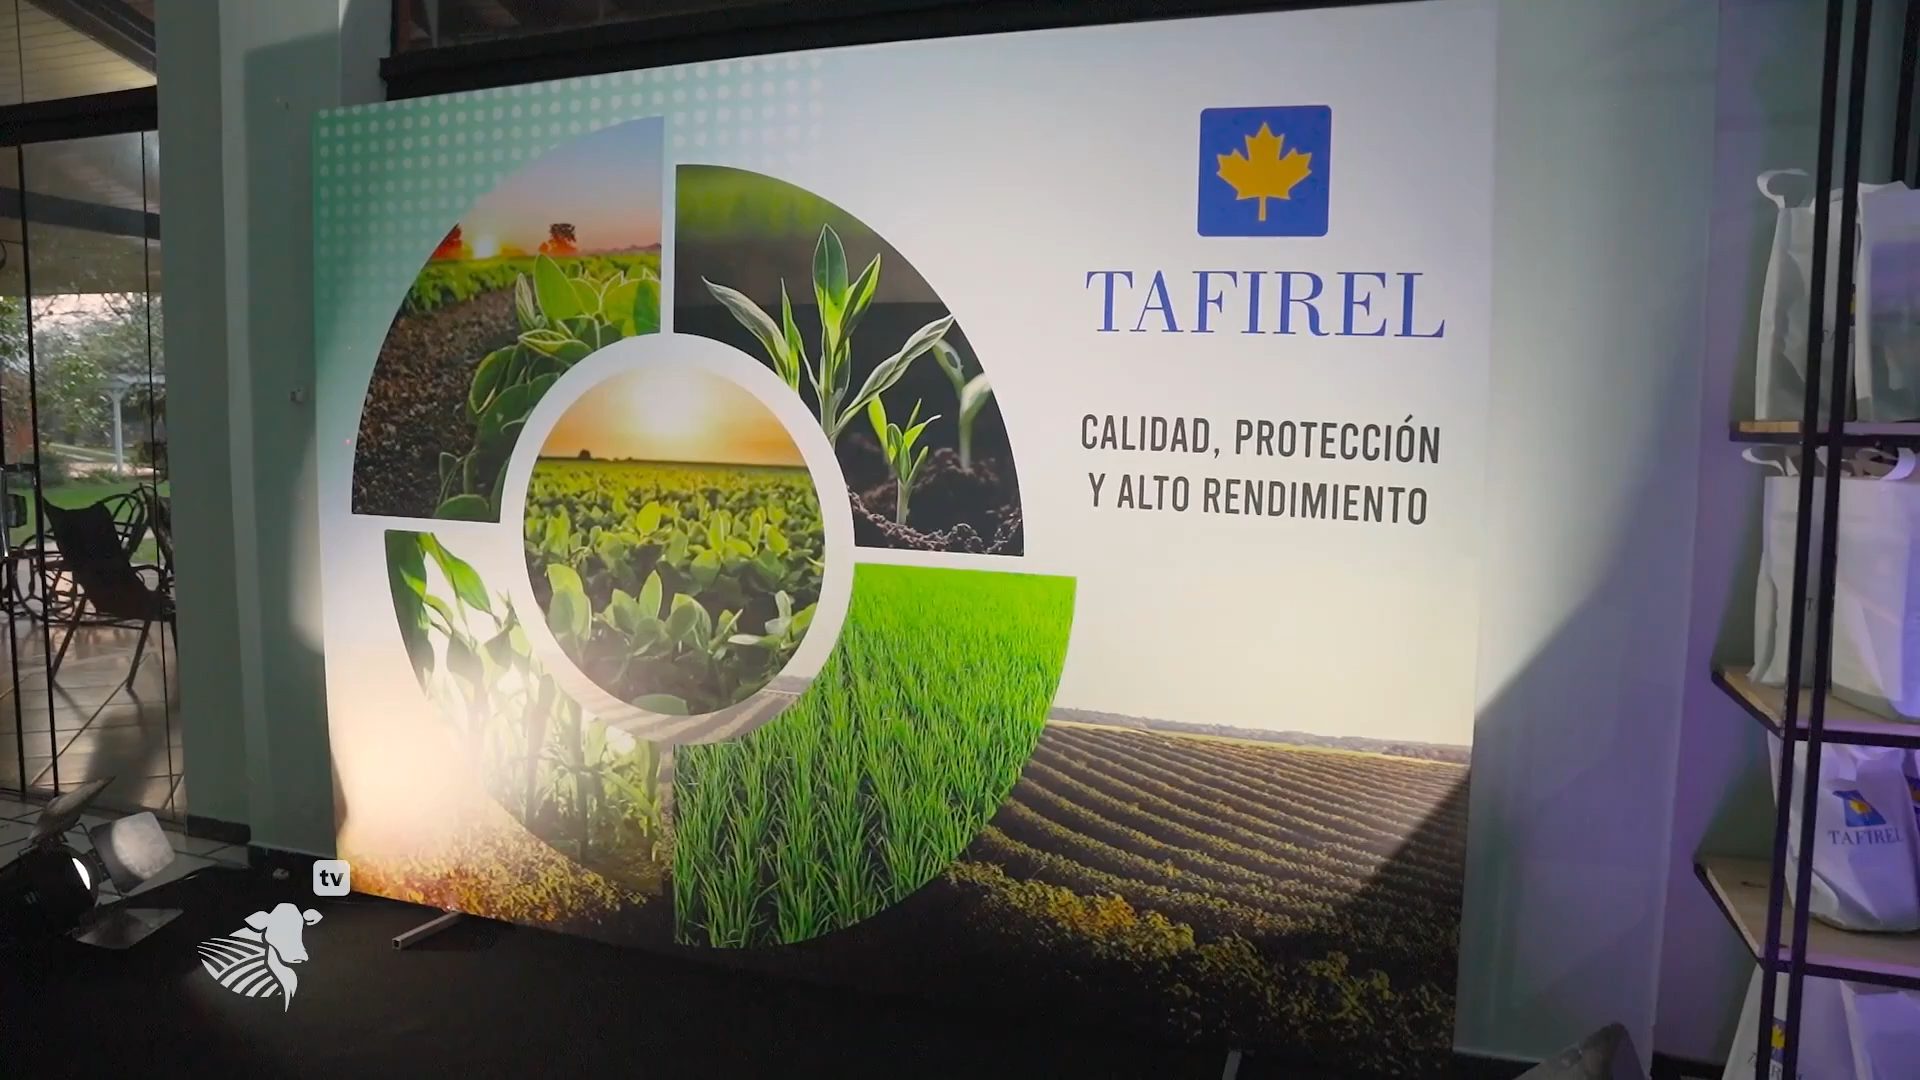 TAFIREL
CALIDAD, PROTECCIÓN
Y ALTO RENDIMIENTO
TAFIREL
tv